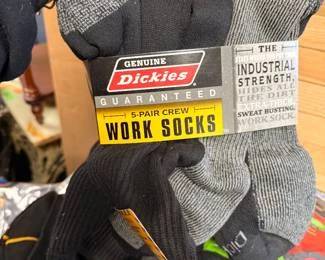 GENUINE
Dickies
GUARANTEED
5-PAIR CREW
WORK SOCKS
THE
INDUSTRIAL
STRENGTH,
HIDES ALL
THE DIRT
SWEAT BUSTING,
WORK SOCK.